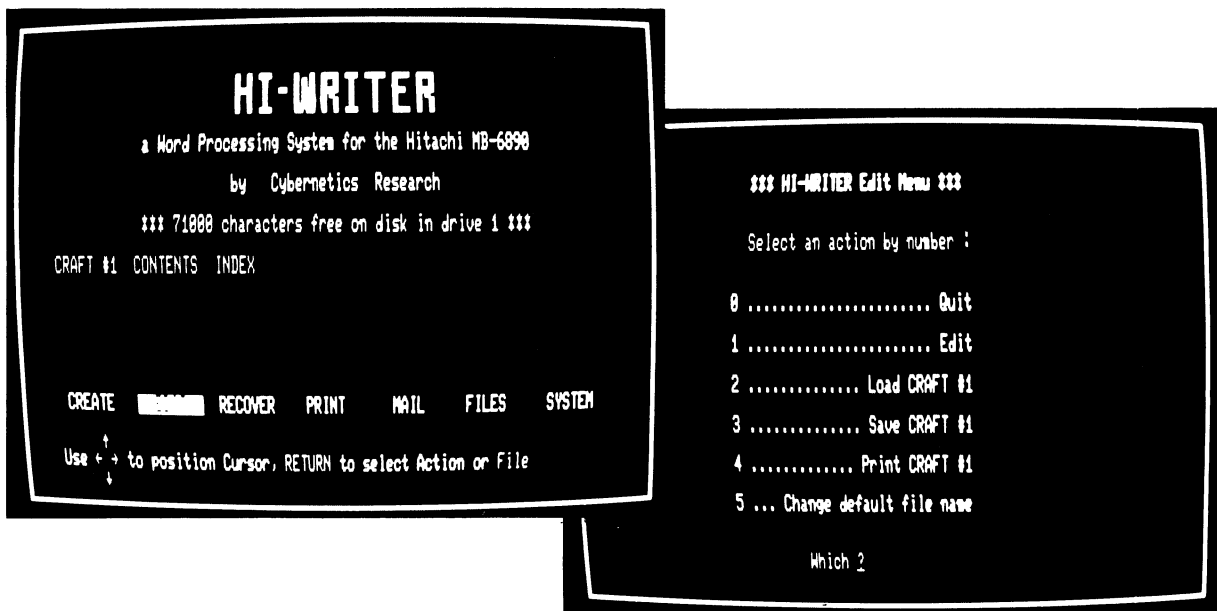 HI-WRITER
a Word Processing System for the Hitachi MB-6890
by Cybernetics Research
*** 71000 characters free on disk in drive 1 ***
CRAFT #1 CONTENTS INDEX
CREATE RECOVER PRINT MAIL FILES SYSTEM
Use ↑ ← → ↓ to position Cursor, RETURN to select Action or File
*** HI-WRITER Edit Menu ***
Select an action by number :
0 ....................... Quit
1 ....................... Edit
2 .............. Load CRAFT #1
3 .............. Save CRAFT #1
4 ............. Print CRAFT #1
5 ... Change default file name
Which ?